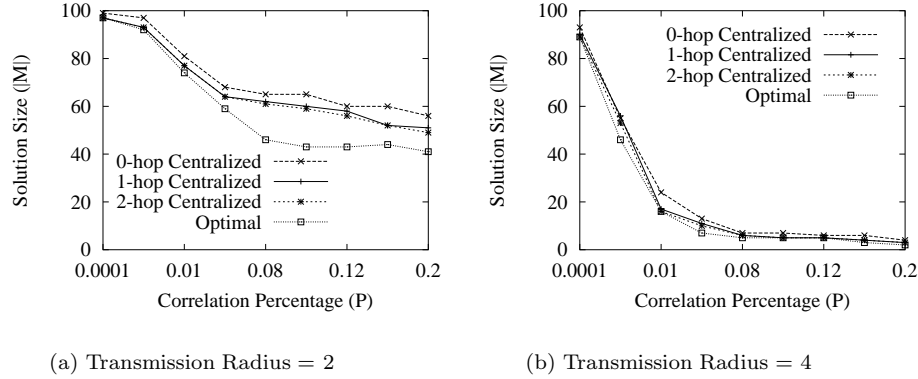 100
80
60
40
20
0
Solution Size (|M|)
0-hop Centralized
1-hop Centralized
2-hop Centralized
Optimal
0.0001 0.01 0.08 0.12 0.2
Correlation Percentage (P)
(a) Transmission Radius = 2
100
80
60
40
20
0
Solution Size (|M|)
0-hop Centralized
1-hop Centralized
2-hop Centralized
Optimal
0.0001 0.01 0.08 0.12 0.2
Correlation Percentage (P)
(b) Transmission Radius = 4